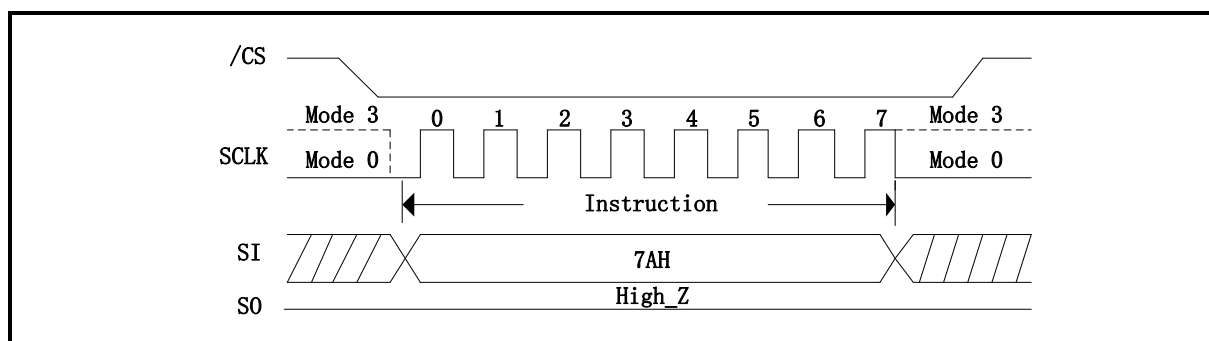 /CS
Mode 3 0 1 2 3 4 5 6 7 Mode 3
SCLK Mode 0 Mode 0
Instruction
SI 7AH
High_Z
SO